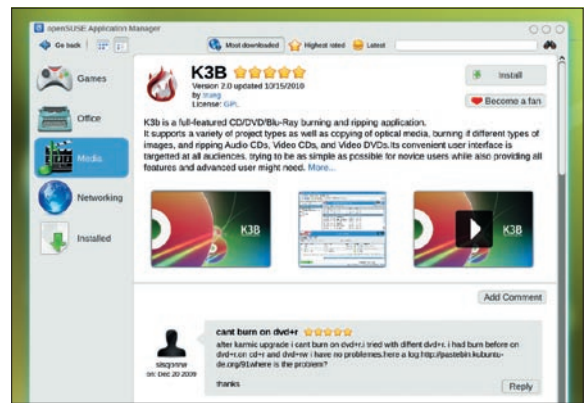 openSUSE Application Manager
Go back
Most downloaded
Highest rated
Latest
Games
Office
Media
Networking
Installed
K3B
Version 2.0 updated 10/15/2010
by
License: GPL
Install
Become a fan
K3b is a full-featured CD/DVD/Blu-Ray burning and ripping application.
It supports a variety of project types as well as copying of optical media, burning if different types of
images, and ripping Audio CDs, Video CDs, and Video DVDs.Its convenient user interface is
targetted at all audiences, trying to be as simple as possible for novice users while also providing all
features and advanced user might need. More...
K3B
K3B
Add Comment
cant burn on dvd+r
after karmic upgrade i cant burn on dvd+r.i tried with diffent dvd+r. i had burn before on
dvd+r.on cd+r and dvd+rw i have no problemes.here a log:http://pastebin.kubuntu-
de.org/91where is the problem?
thanks
on: Dec 20 2009
Reply